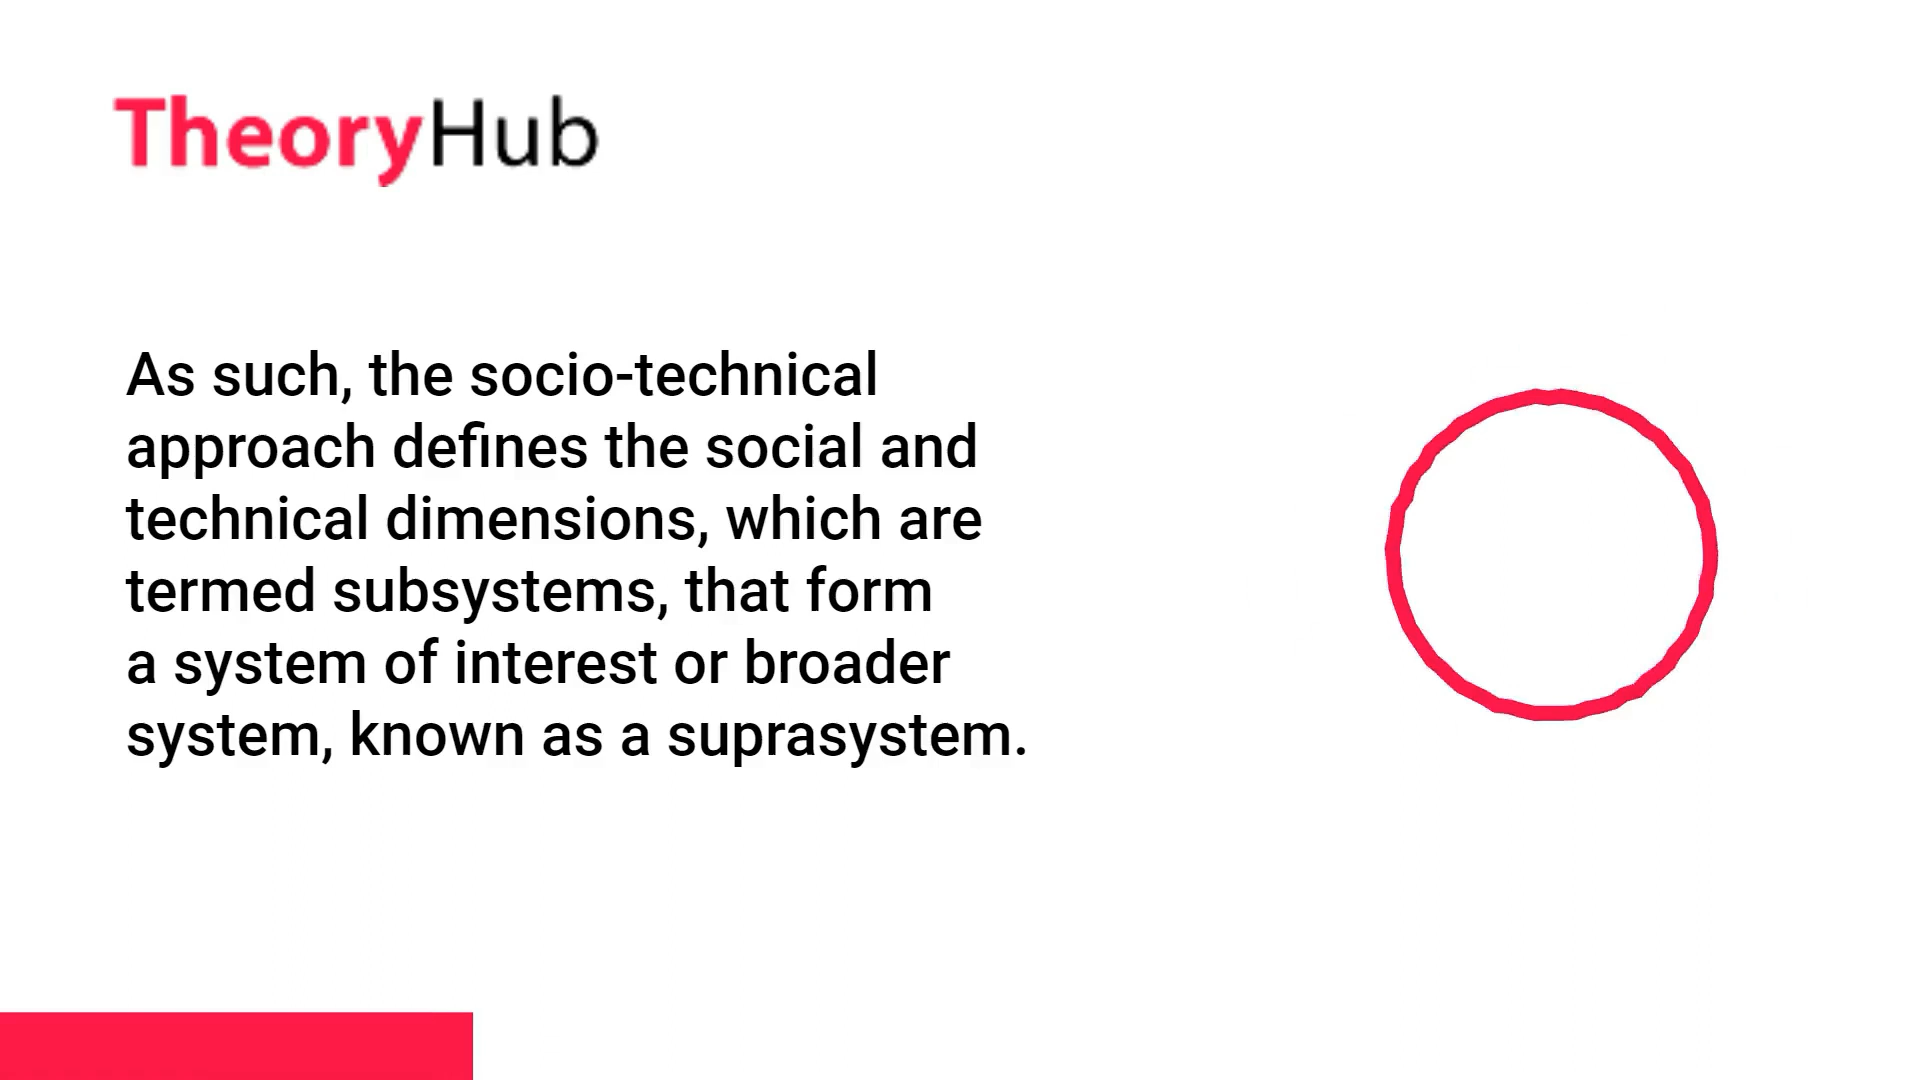 TheoryHub
As such, the socio-technical
approach defines the social and
technical dimensions, which are
termed subsystems, that form
a system of interest or broader
system, known as a suprasystem.